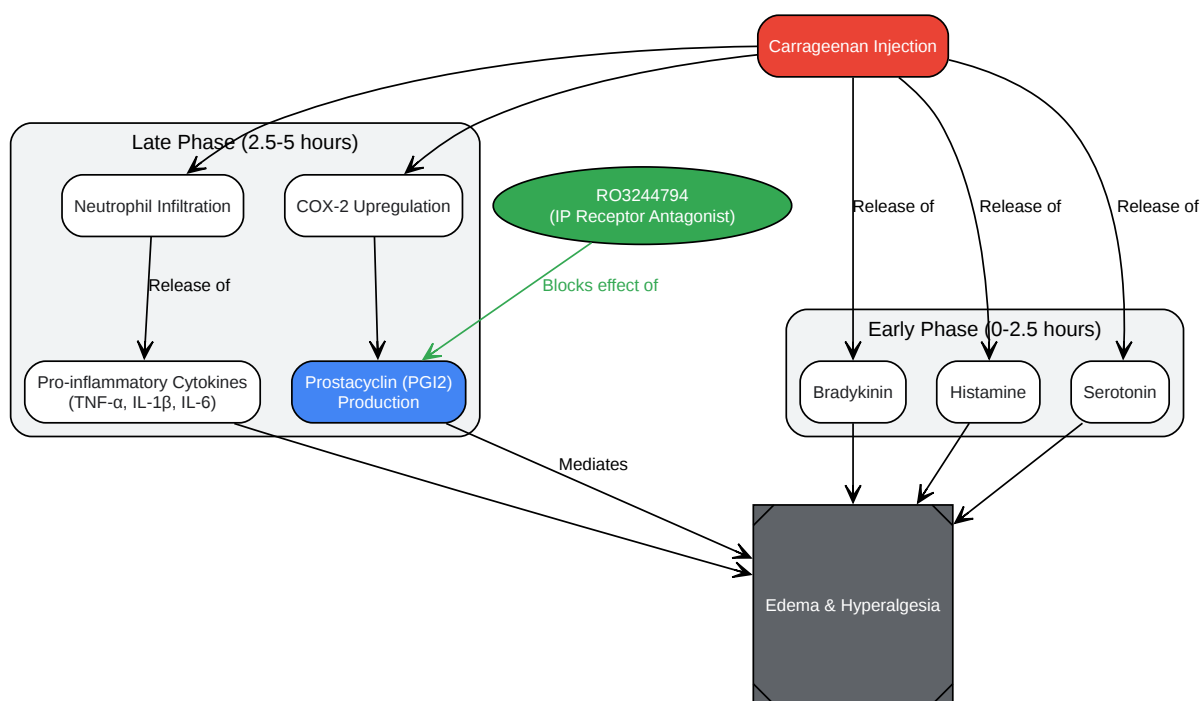 Carrageenan Injection
Late Phase (2.5-5 hours)
Neutrophil Infiltration
COX-2 Upregulation
RO3244794
(IP Receptor Antagonist)
Release of
Release of
Release of
Release of
Blocks effect of
Early Phase (0-2.5 hours)
Pro-inflammatory Cytokines
(TNF-α, IL-1β, IL-6)
Prostacyclin (PGI2)
Production
Bradykinin
Histamine
Serotonin
Mediates
Edema & Hyperalgesia